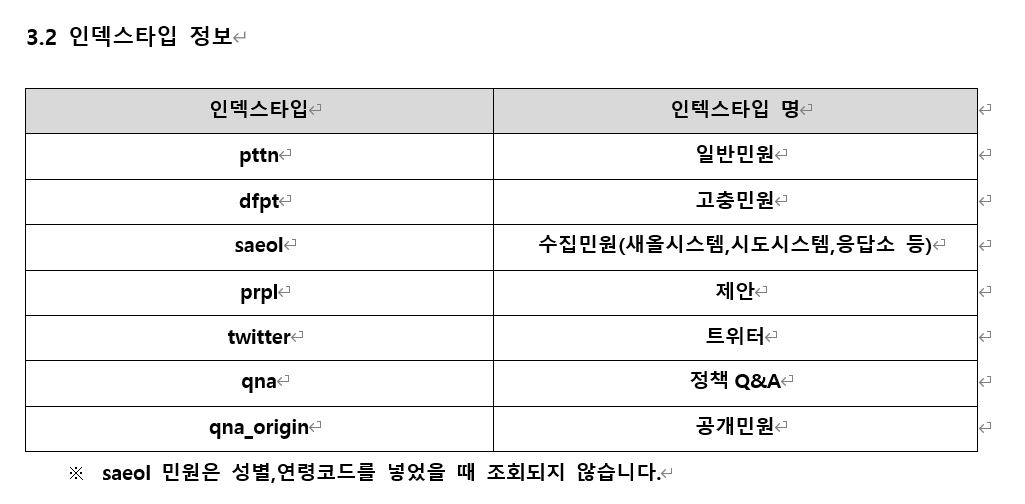 3.2 인덱스타입 정보
인덱스타입 인텍스타입 명
pttn 일반민원
dfpt 고충민원
saeol 수집민원(새올시스템,시도시스템,응답소 등)
prpl 제안
twitter 트위터
qna 정책 Q&A
qna_origin 공개민원
※ saeol 민원은 성별,연령코드를 넣었을 때 조회되지 않습니다.